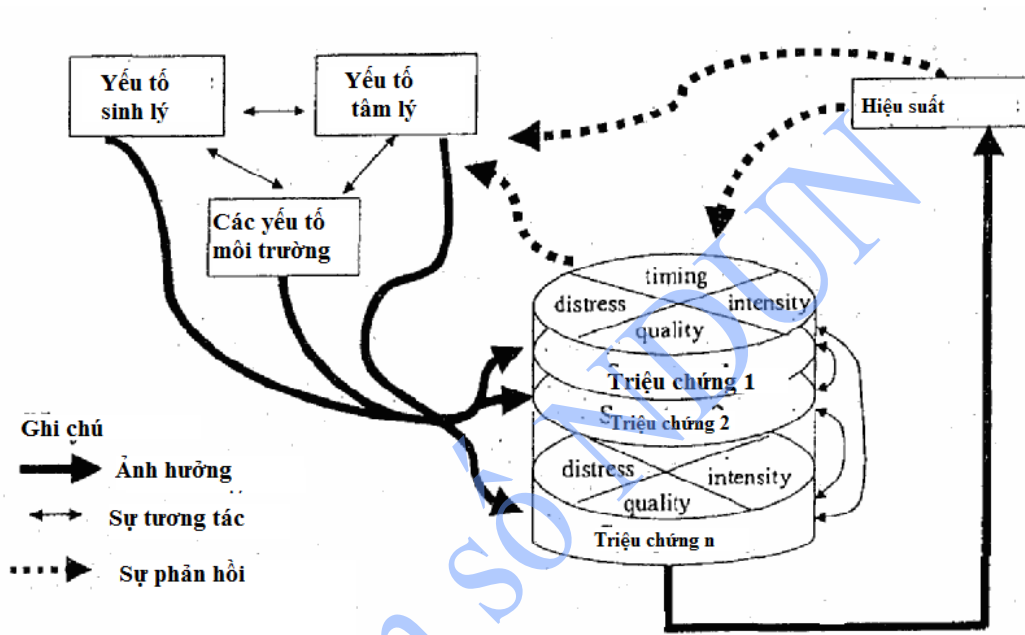 Yếu tố
sinh lý
Yếu tố
tâm lý
Hiệu suất
Các yếu tố
môi trường
timing
distress
intensity
quality
Triệu chứng 1
Triệu chứng 2
distress
intensity
quality
Triệu chứng n
Ghi chú
Ảnh hưởng
Sự tương tác
Sự phản hồi
SỐ NDUN